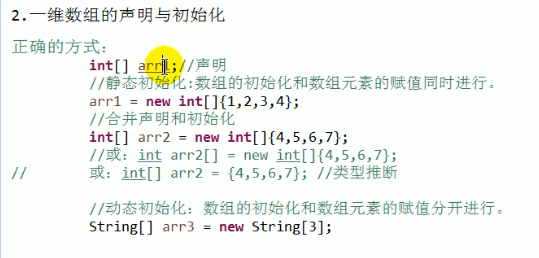 2.一维数组的声明与初始化
正确的方式：
int[] arr1;//声明
//静态初始化:数组的初始化和数组元素的赋值同时进行。
arr1 = new int[]{1,2,3,4};
//合并声明和初始化
int[] arr2 = new int[]{4,5,6,7};
//或: int arr2[] = new int[]{4,5,6,7};
// 或: int[] arr2 = {4,5,6,7}; //类型推断
//动态初始化: 数组的初始化和数组元素的赋值分开进行。
String[] arr3 = new String[3];